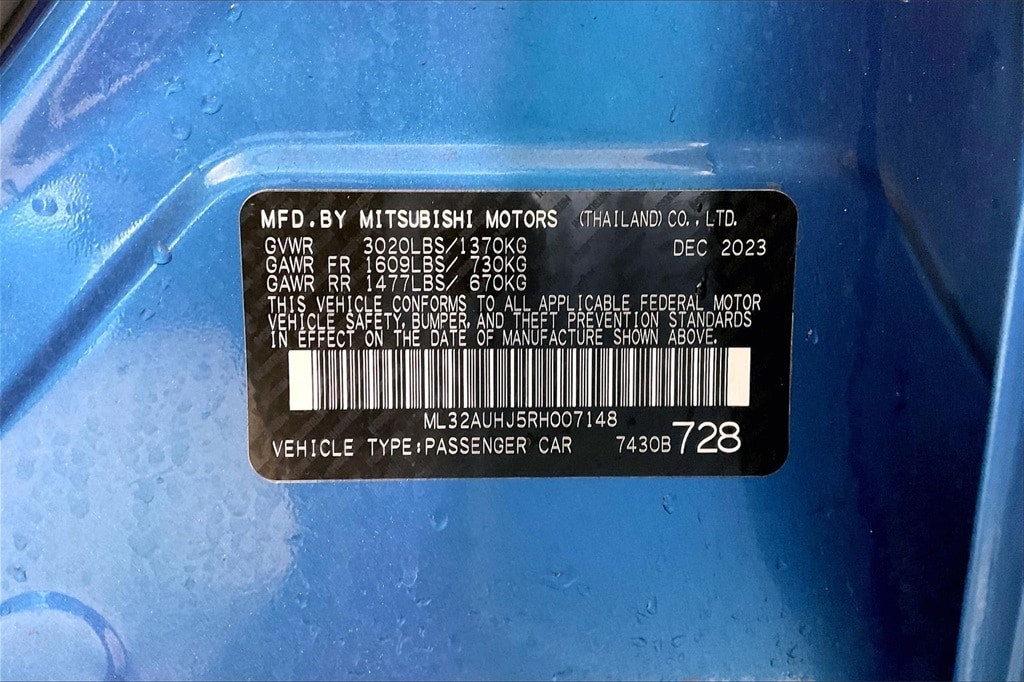 MFD.BY MITSUBISHI MOTORS (THAILAND)CO.,LTD.
GVWR 3020LBS/1370KG DEC 2023
GAWR FR 1609LBS/ 730KG
GAWR RR 1477LBS/ 670KG
THIS VEHICLE CONFORMS TO ALL APPLICABLE FEDERAL MOTOR
VEHICLE SAFETY, BUMPER, AND THEFT PREVENTION STANDARDS
IN EFFECT ON THE DATE OF MANUFACTURE SHOWN ABOVE.
ML32AUHJ5RH007148
VEHICLE TYPE:PASSENGER CAR 7430B 728